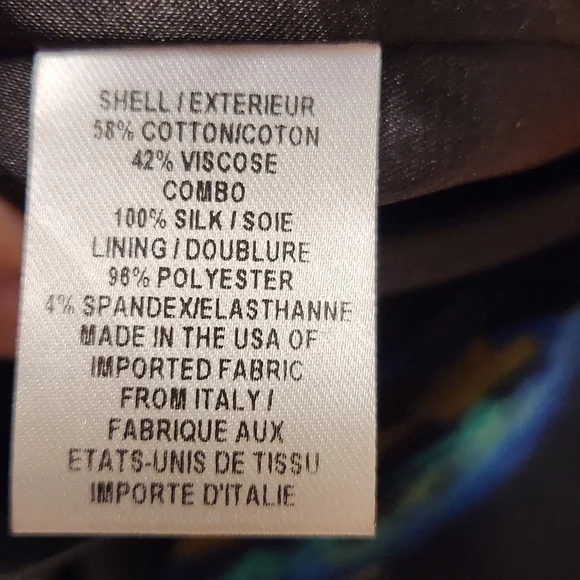 SHELL / EXTERIEUR
58% COTTON/COTON
42% VISCOSE
COMBO
100% SILK / SOIE
LINING / DOUBLURE
96% POLYESTER
4% SPANDEX/ELASTHANNE
MADE IN THE USA OF
IMPORTED FABRIC
FROM ITALY /
FABRIQUE AUX
ETATS-UNIS DE TISSU
IMPORTE D'ITALIE